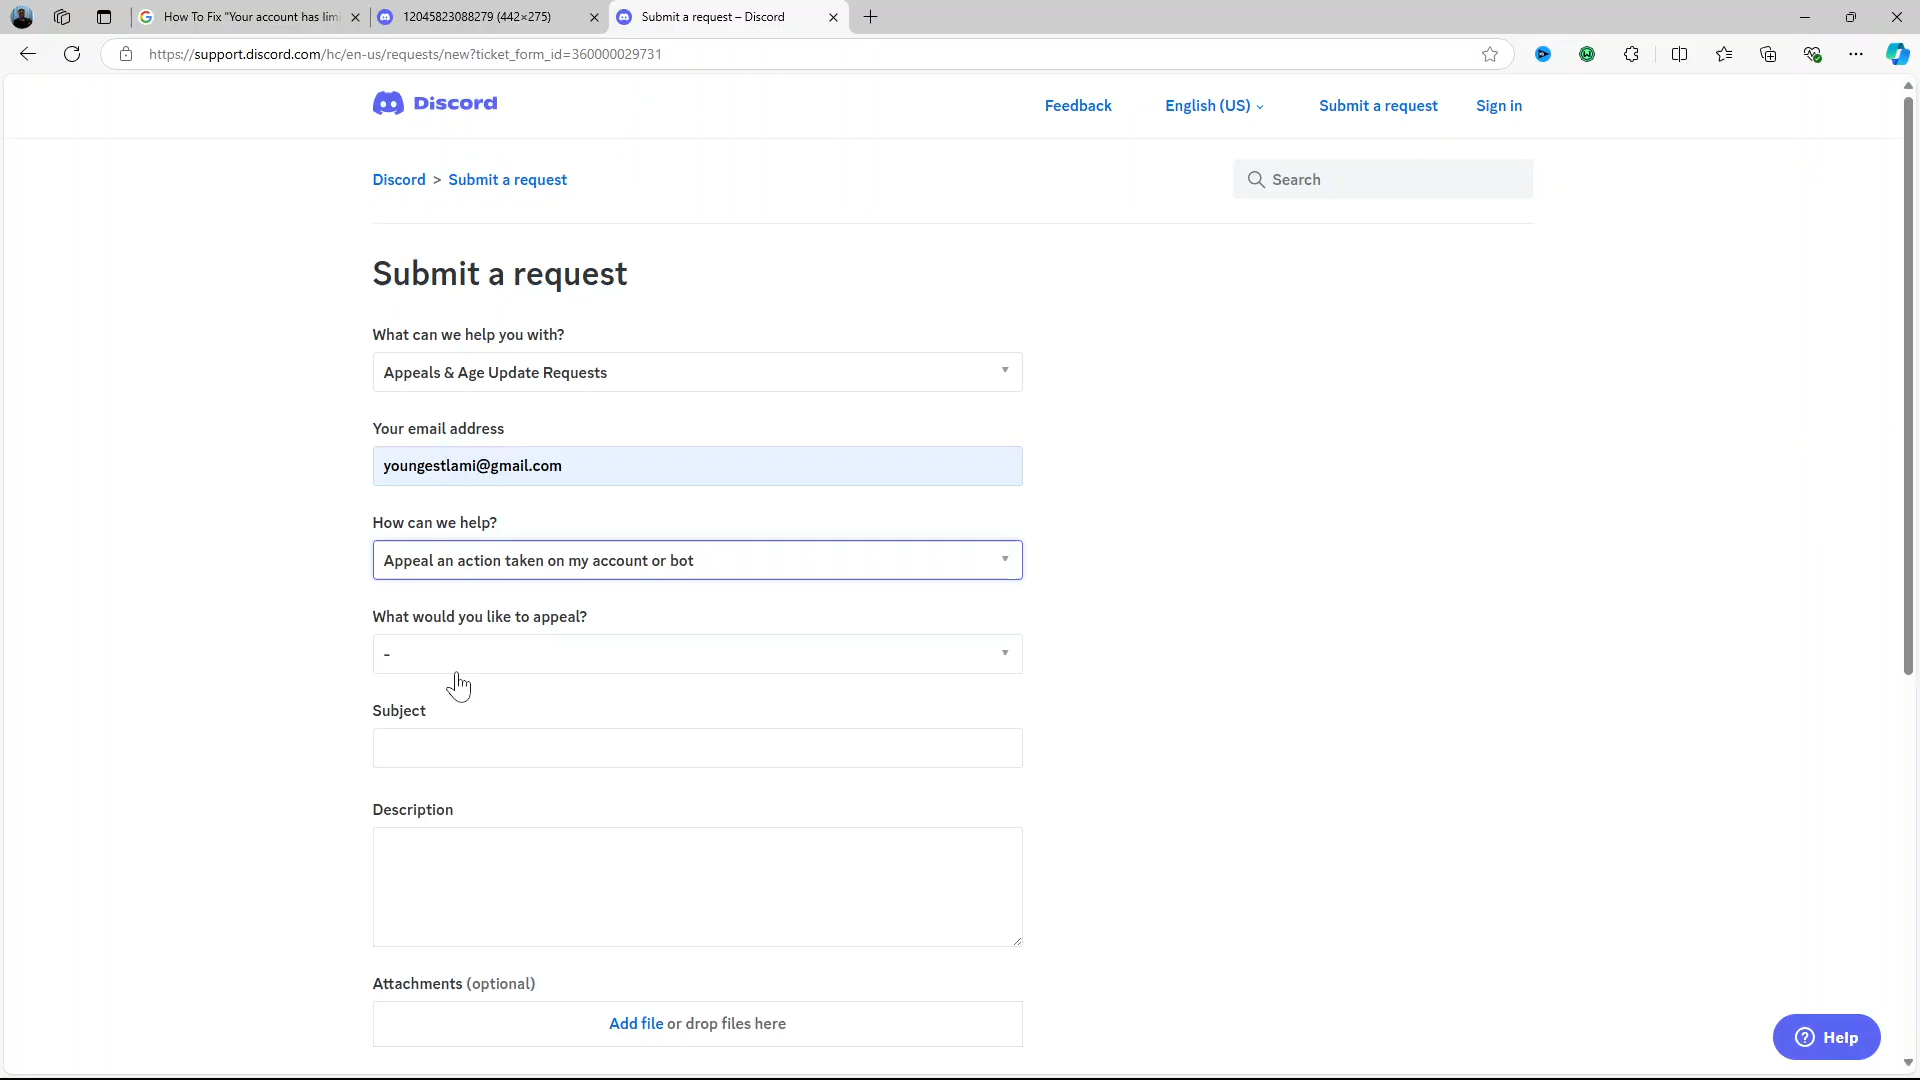 How To Fix "Your account has lim
12045823088279 (442×275)
Submit a request – Discord
https://support.discord.com/hc/en-us/requests/new?ticket_form_id=360000029731
Discord
Feedback
English (US)
Submit a request
Sign in
Discord > Submit a request
Search
Submit a request
What can we help you with?
Appeals & Age Update Requests
Your email address
youngestlami@gmail.com
How can we help?
Appeal an action taken on my account or bot
What would you like to appeal?
-
Subject
Description
Attachments (optional)
Add file or drop files here
Help